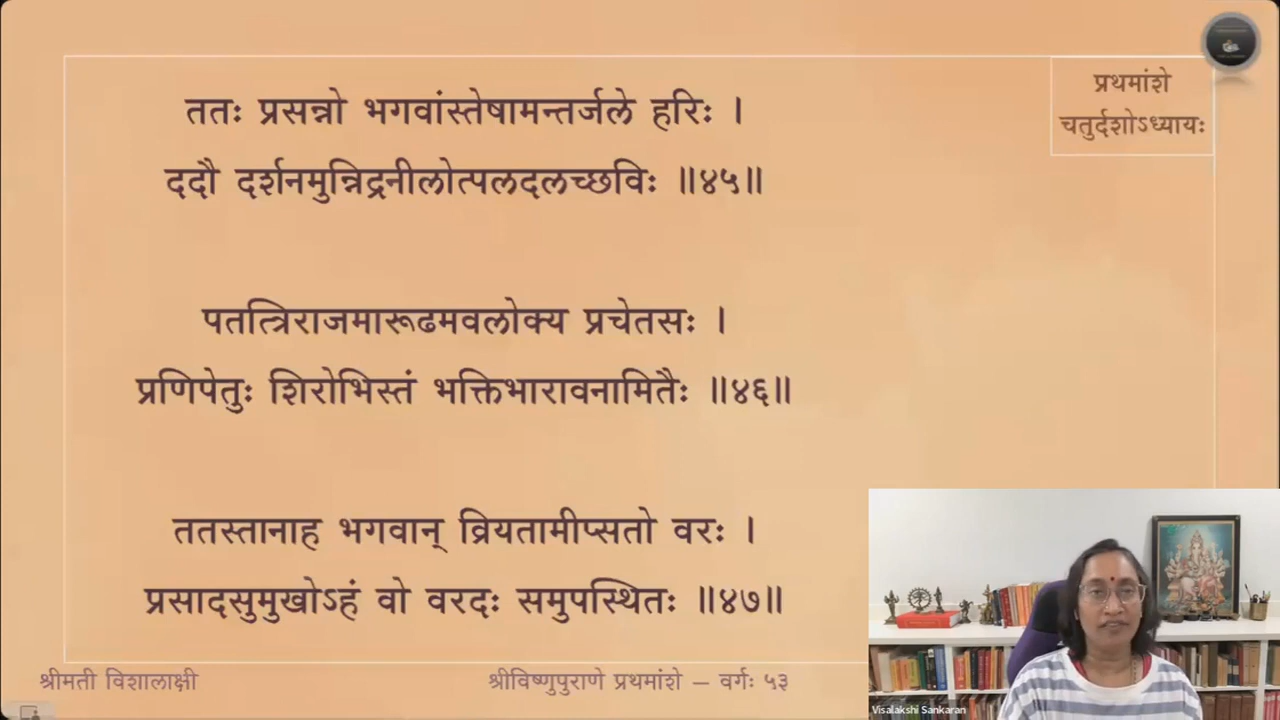 ततः प्रसन्नो भगवांस्तेषामन्तर्जले हरिः ।
ददौ दर्शनमुन्निद्रनीलोत्पलदलच्छविः ॥४५॥
पतत्त्रिराजमारूढमवलोक्य प्रचेतसः ।
प्रणिपेतुः शिरोभिस्तं भक्तिभारावनामितैः ॥४६॥
ततस्तानाह भगवान् व्रियतामीप्सतो वरः ।
प्रसादसुमुखोऽहं वो वरदः समुपस्थितः ॥४७॥
प्रथमांशे
चतुर्दशोऽध्यायः
श्रीमती विशालाक्षी
श्रीविष्णुपुराणे प्रथमांशे – वर्गः ५३
Visalakshi Sankaran